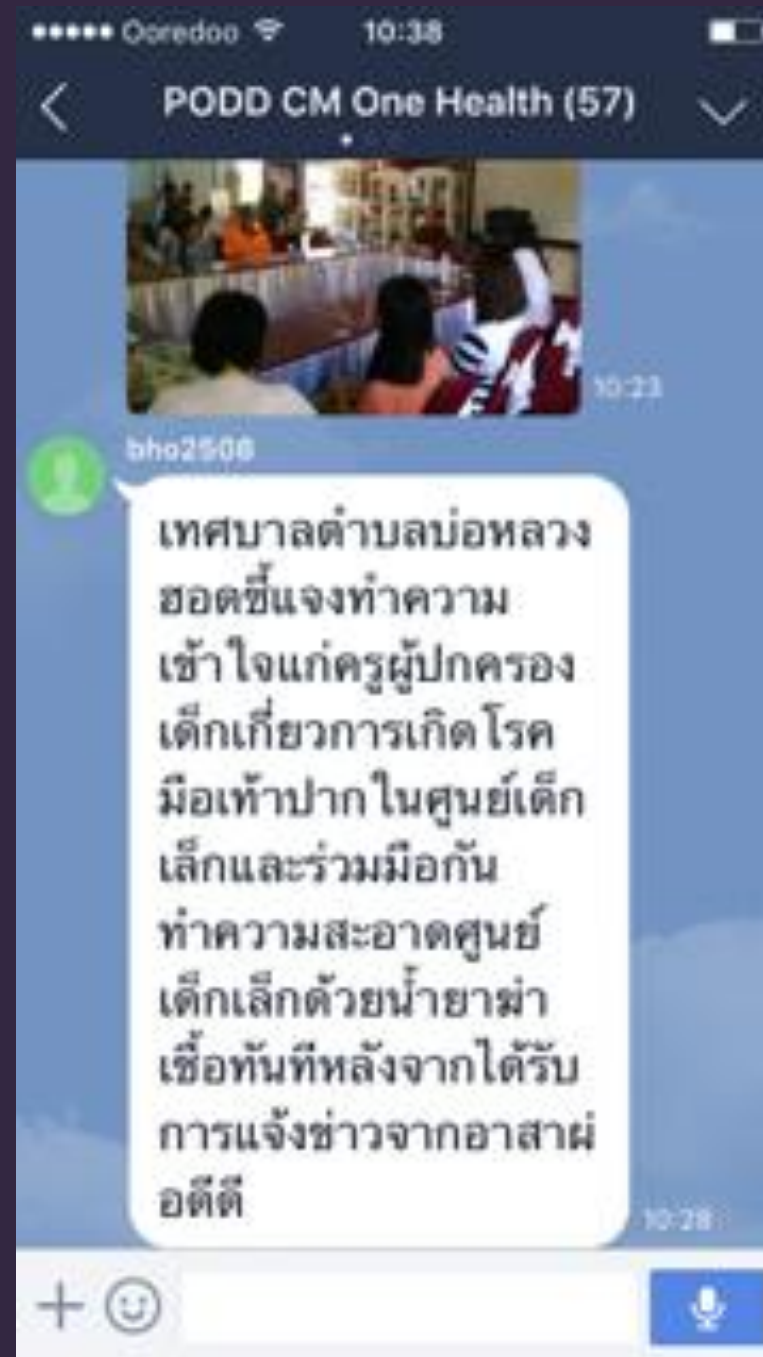 Ooredoo 10:38
PODD CM One Health (57)
10:23
bho2508
เทศบาลตำบลบ่อหลวง
ฮอดชี้แจงทำความ
เข้าใจแก่ครูผู้ปกครอง
เด็กเกี่ยวการเกิดโรค
มือเท้าปากในศูนย์เด็ก
เล็กและร่วมมือกัน
ทำความสะอาดศูนย์
เด็กเล็กด้วยน้ำยาฆ่า
เชื้อทันทีหลังจากได้รับ
การแจ้งข่าวจากอาสาผ่
อดีดี
10:28